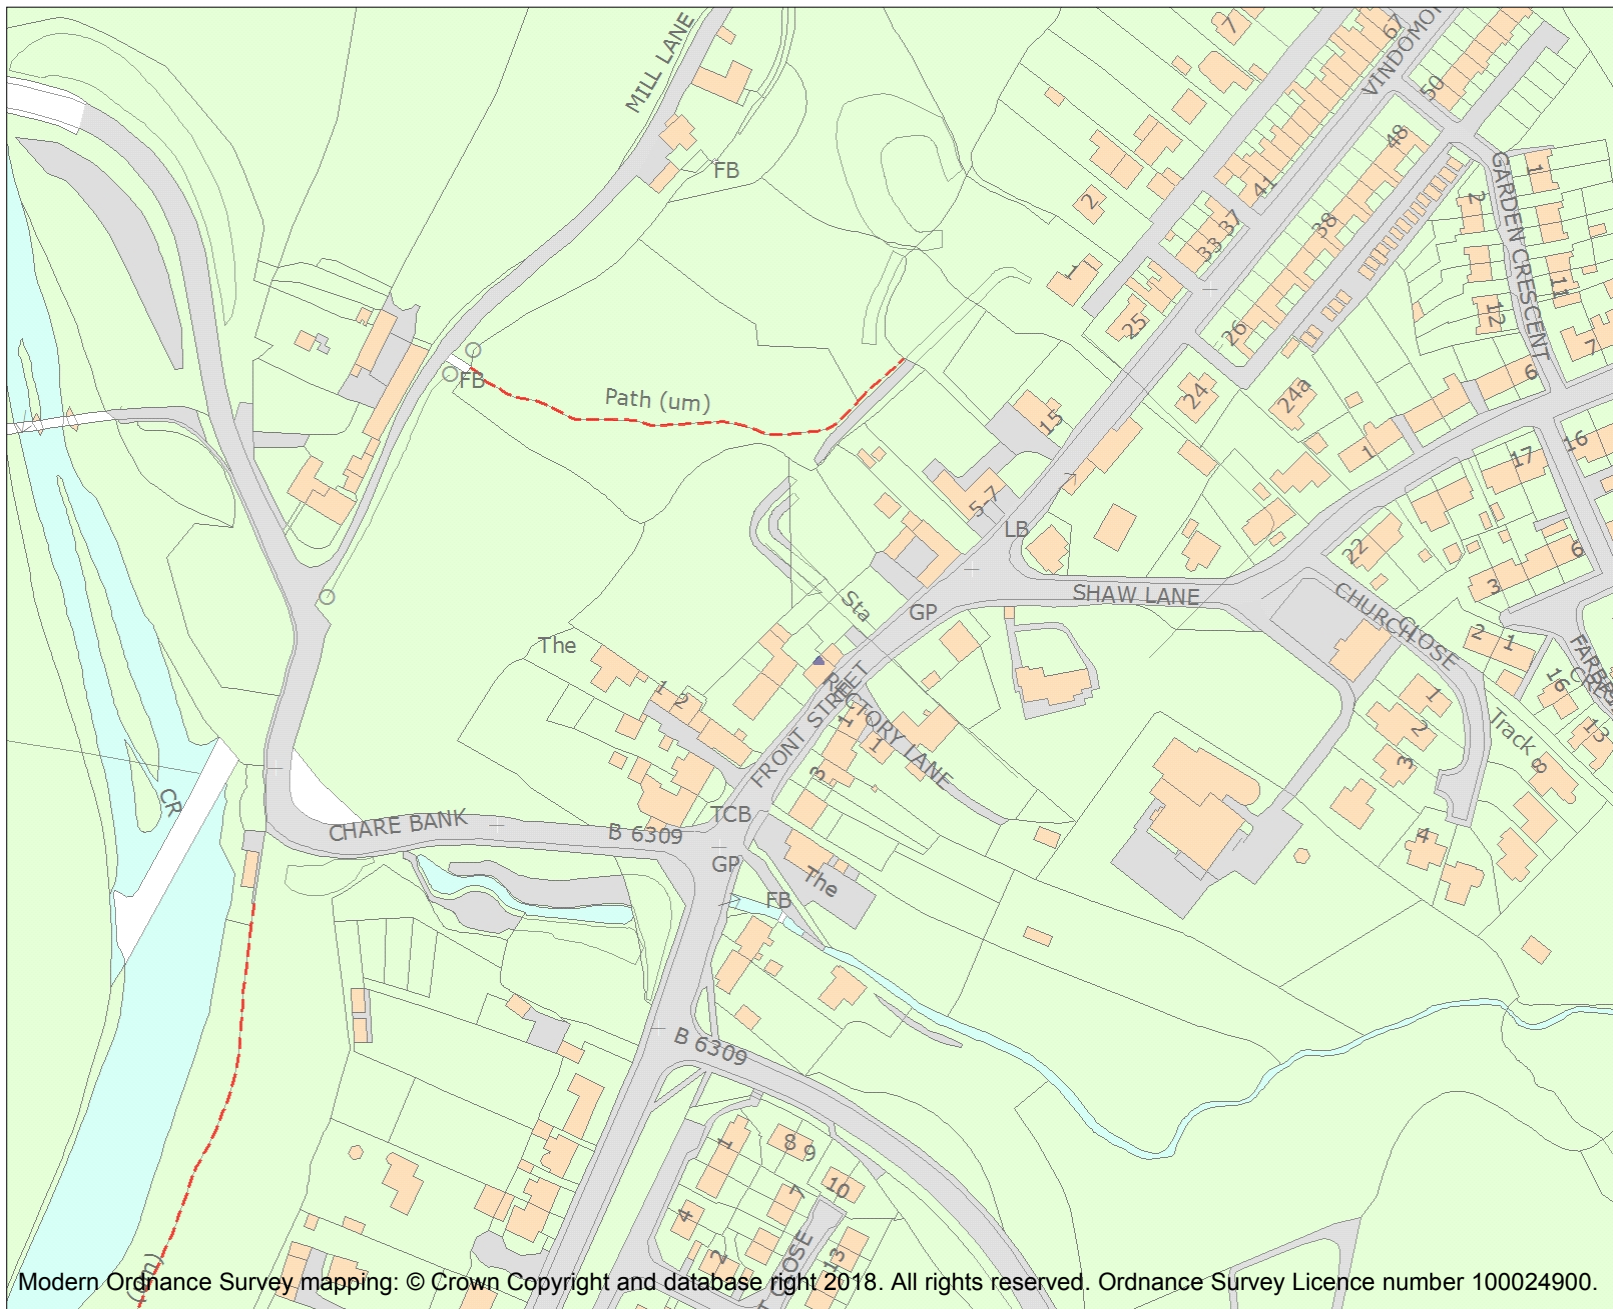 MILL LANE
7
67
VINDOMOR
50
48
FB
41
2
37
33
38
GARDEN CRESCENT
1
2
1
11
12
25
26
7
FB
Path (um)
24
24a
6
15
1
17
16
7
5-7
LB
22
6
3
Sta
GP
SHAW LANE
CHURCH CLOSE
2
1
The
1
2
FRONT STREET
RECTORY LANE
1
1
3
16
1
2
3
Track
8
13
CR
CHARE BANK
B 6309
TCB
GP
The
4
FB
B 6309
1
8
9
7
10
4
2
13
T CLOSE
(um)
Modern Ordnance Survey mapping: © Crown Copyright and database right 2018. All rights reserved. Ordnance Survey Licence number 100024900.